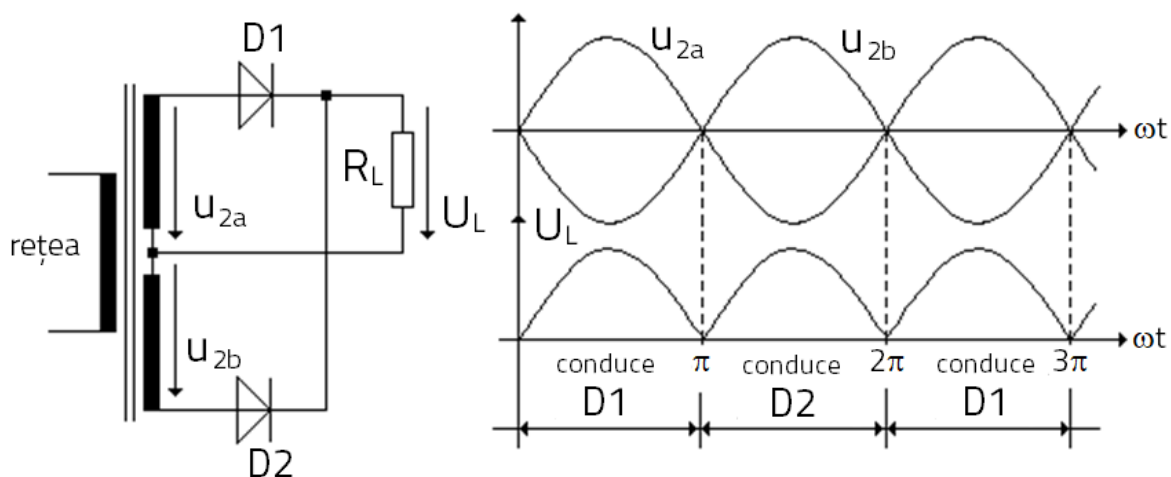 D1
u2a
RL
UL
rețea
u2b
D2
u2a
u2b
ωt
UL
conduce π conduce 2π conduce 3π ωt
D1 D2 D1